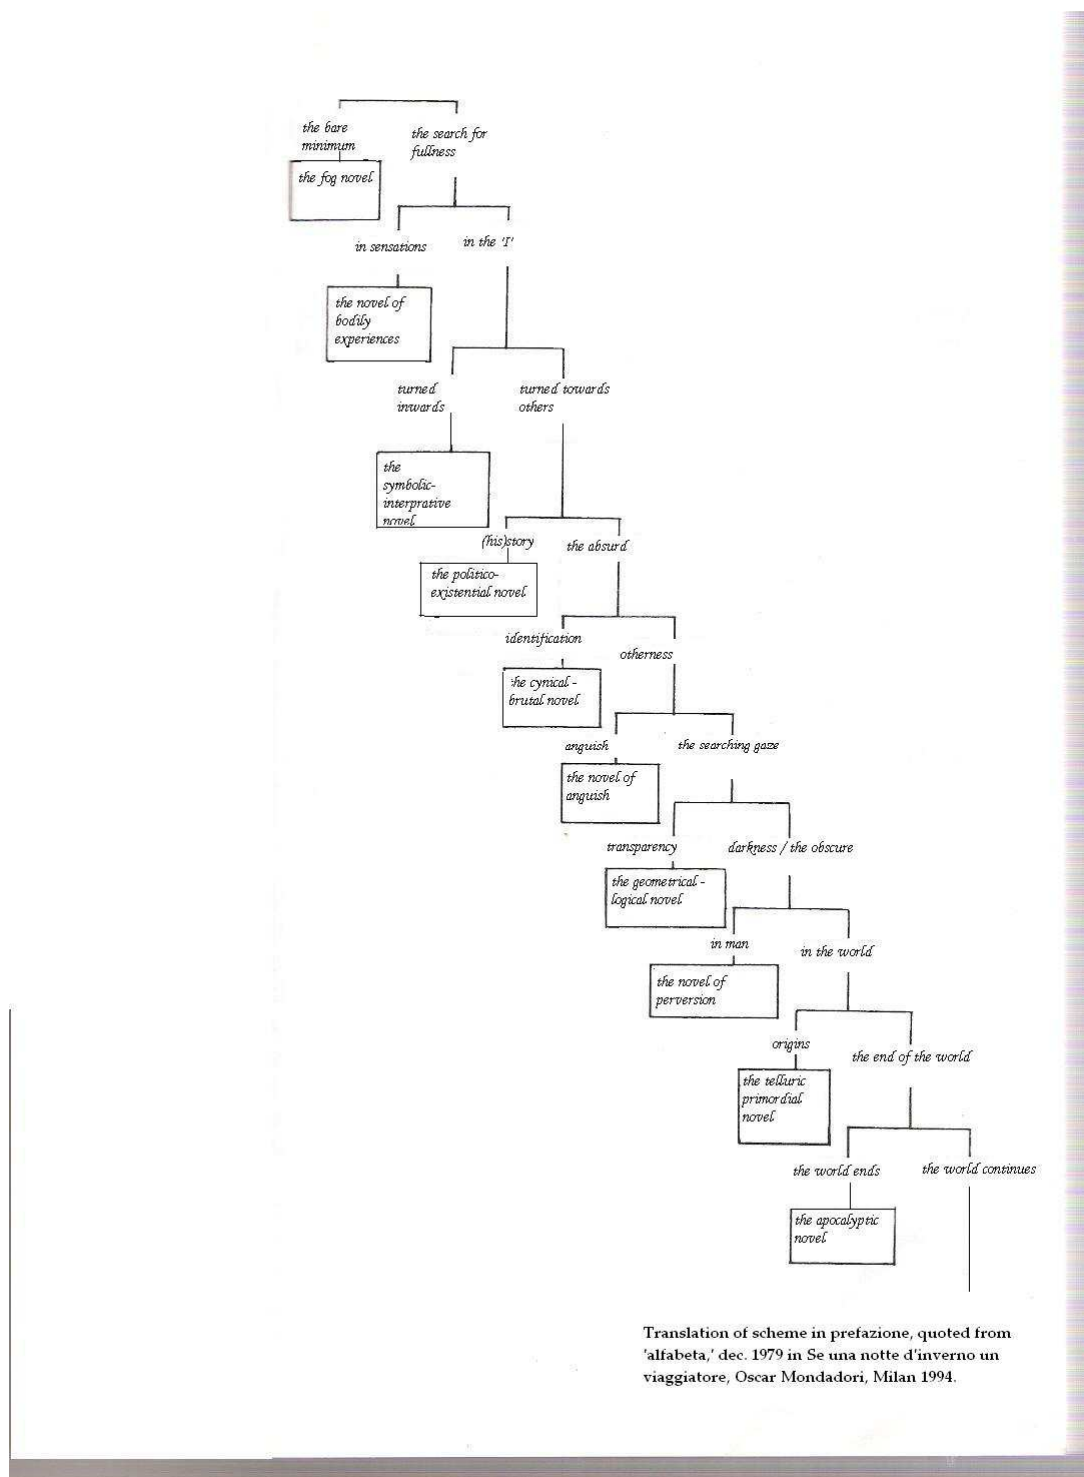 the bare
minimum
the search for
fullness
the fog novel
in sensations
in the 'I'
the novel of
bodily
experiences
turned
inwards
turned towards
others
the
symbolic-
interprative
novel
(his)story
the absurd
the politico-
existential novel
identification
otherness
the cynical -
brutal novel
anguish
the searching gaze
the novel of
anguish
transparency
darkness / the obscure
the geometrical -
logical novel
in man
in the world
the novel of
perversion
origins
the end of the world
the telluric
primordial
novel
the world ends
the world continues
the apocalyptic
novel
Translation of scheme in prefazione, quoted from
'alfabeta,' dec. 1979 in Se una notte d'inverno un
viaggiatore, Oscar Mondadori, Milan 1994.